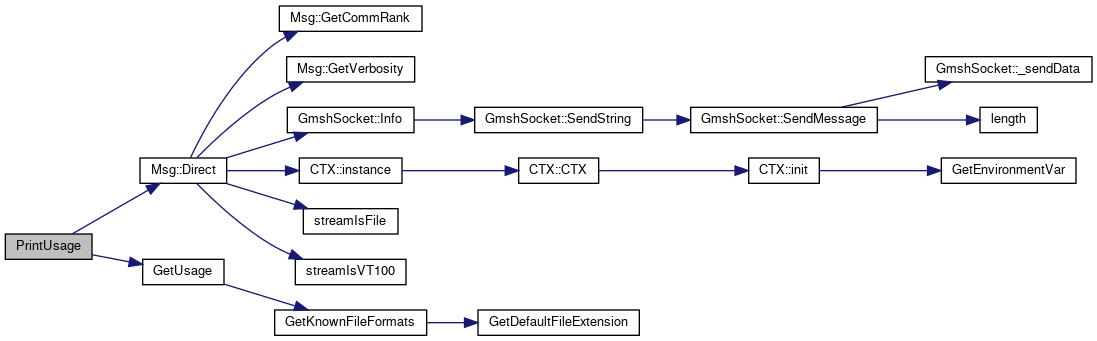 Msg::GetCommRank
Msg::GetVerbosity
GmshSocket::_sendData
GmshSocket::Info
GmshSocket::SendString
GmshSocket::SendMessage
length
Msg::Direct
CTX::instance
CTX::CTX
CTX::init
GetEnvironmentVar
streamIsFile
PrintUsage
GetUsage
streamIsVT100
GetKnownFileFormats
GetDefaultFileExtension